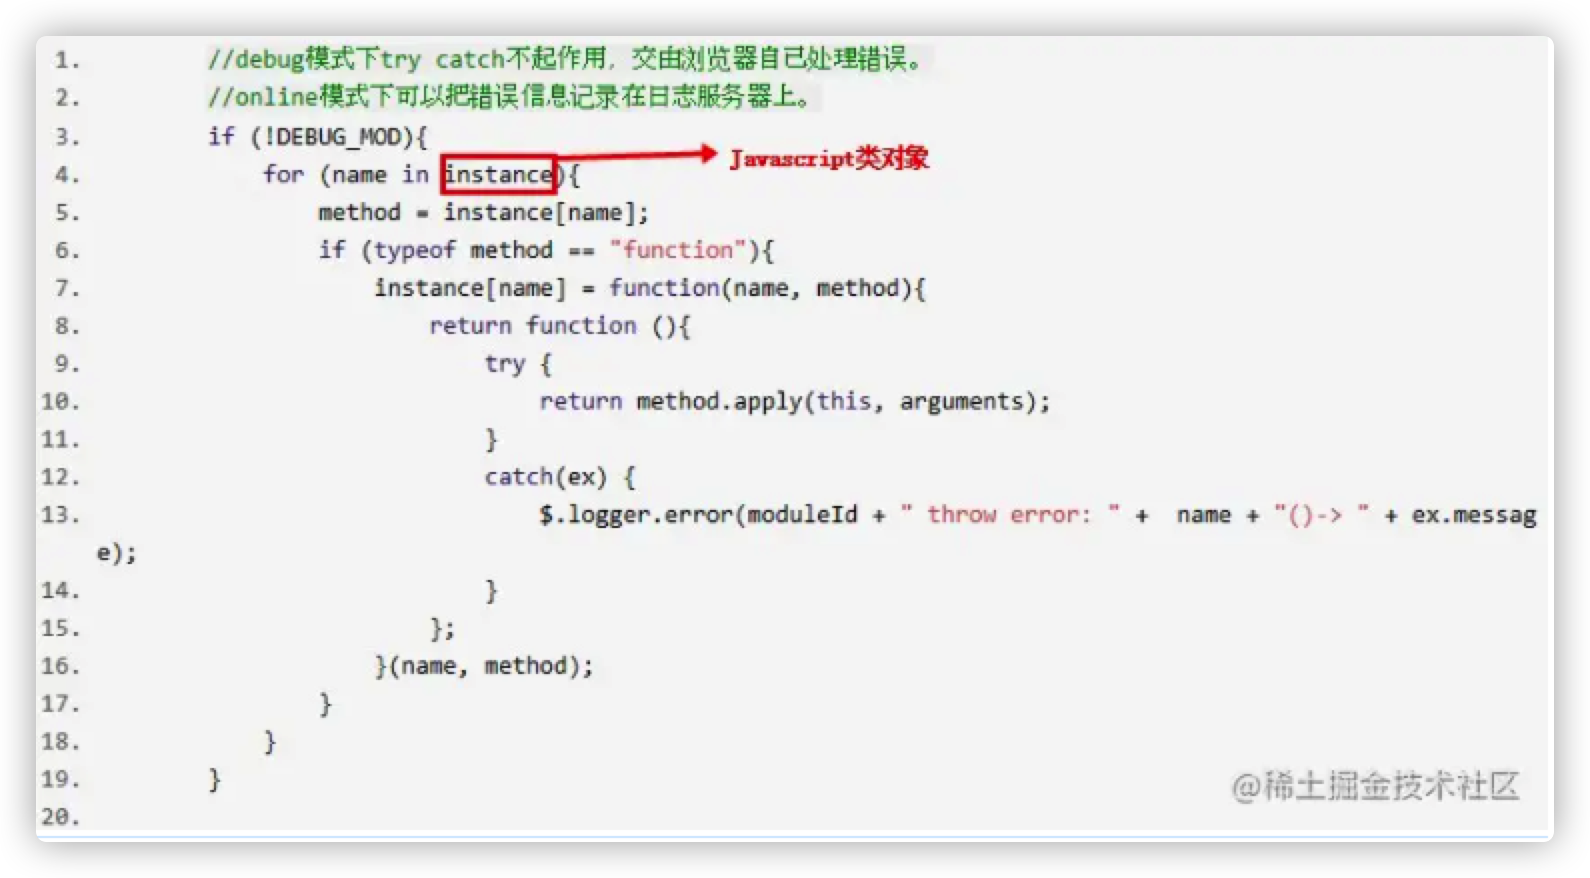 1. //debug模式下try catch不起作用，交由浏览器自己处理错误。
2. //online模式下可以把错误信息记录在日志服务器上。
3. if (!DEBUG_MOD){
4. for (name in instance){
Javascript类对象
5. method = instance[name];
6. if (typeof method == "function"){
7. instance[name] = function(name, method){
8. return function (){
9. try {
10. return method.apply(this, arguments);
11. }
12. catch(ex) {
13. $.logger.error(moduleId + " throw error: " +  name + "()-> " + ex.messag
e);
14. }
15. };
16. }(name, method);
17. }
18. }
19. }
20.
@稀土掘金技术社区